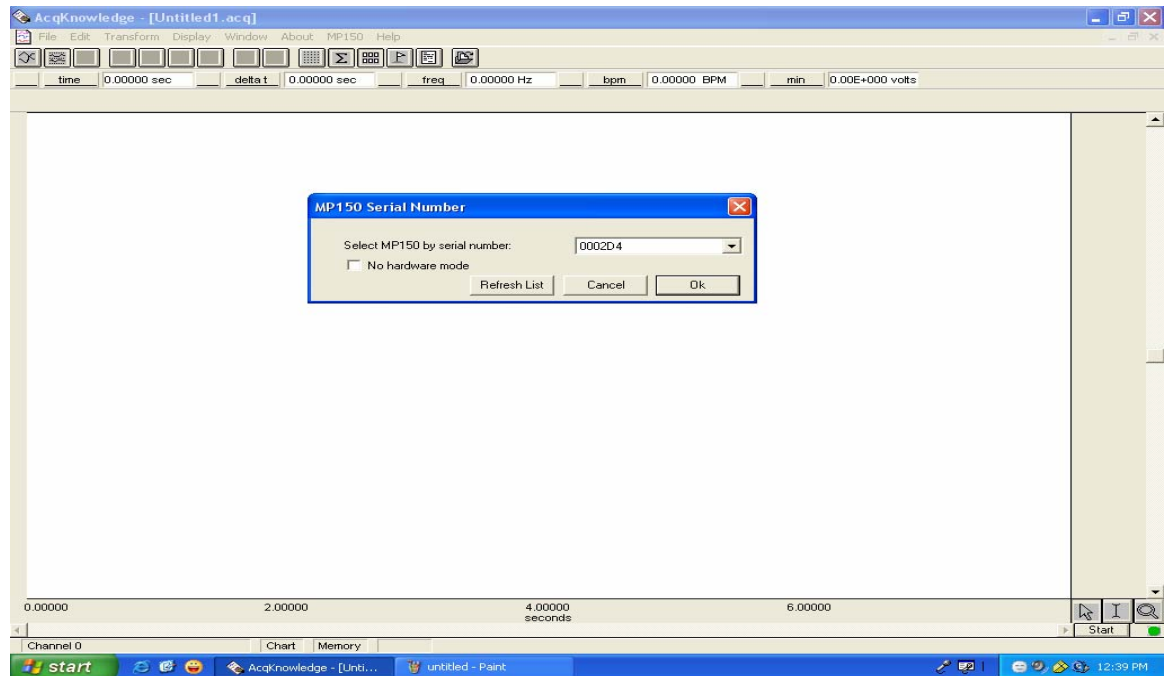 AcqKnowledge - [Untitled1.acq]
File Edit Transform Display Window About MP150 Help
time 0.00000 sec delta t 0.00000 sec freq 0.00000 Hz bpm 0.00000 BPM min 0.00E+000 volts
MP150 Serial Number
Select MP150 by serial number: 0002D4
No hardware mode
Refresh List Cancel Ok
0.00000 2.00000 4.00000 6.00000
seconds
Start
Channel 0 Chart Memory
start AcqKnowledge - [Unti... untitled - Paint 12:39 PM